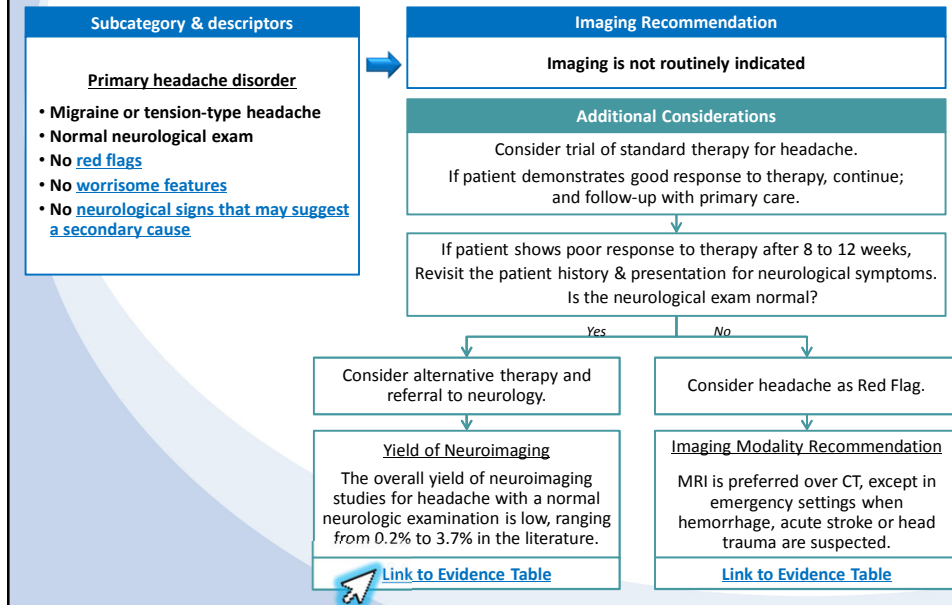 Subcategory & descriptors
Primary headache disorder
• Migraine or tension-type headache
• Normal neurological exam
• No red flags
• No worrisome features
• No neurological signs that may suggest
a secondary cause
Imaging Recommendation
Imaging is not routinely indicated
Additional Considerations
Consider trial of standard therapy for headache.
If patient demonstrates good response to therapy, continue;
and follow-up with primary care.
If patient shows poor response to therapy after 8 to 12 weeks,
Revisit the patient history & presentation for neurological symptoms.
Is the neurological exam normal?
Yes
No
Consider alternative therapy and
referral to neurology.
Yield of Neuroimaging
The overall yield of neuroimaging
studies for headache with a normal
neurologic examination is low, ranging
from 0.2% to 3.7% in the literature.
Link to Evidence Table
Consider headache as Red Flag.
Imaging Modality Recommendation
MRI is preferred over CT, except in
emergency settings when
hemorrhage, acute stroke or head
trauma are suspected.
Link to Evidence Table